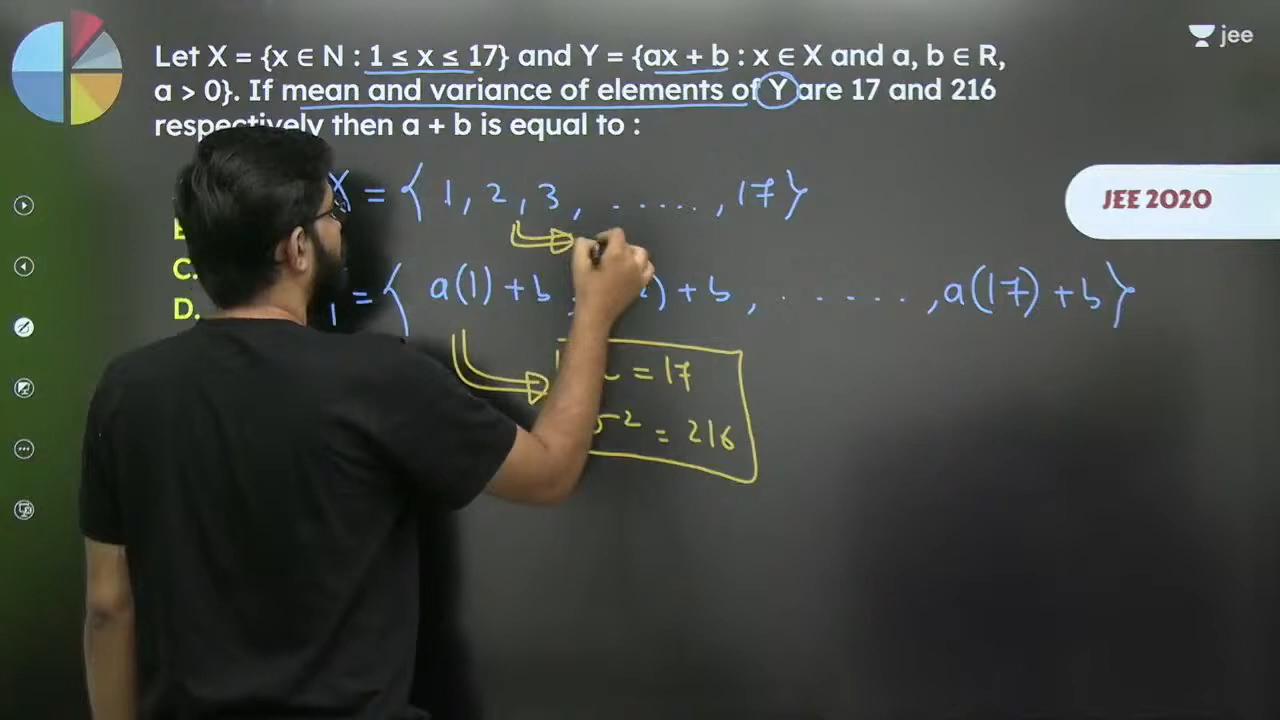 Let X = {x ∈ N : 1 ≤ x ≤ 17} and Y = {ax + b : x ∈ X and a, b ∈ R,
a > 0}. If mean and variance of elements of Y are 17 and 216
respectively then a + b is equal to :
jee
JEE 2020
X = { 1, 2, 3, ......, 17}
C.
= { a(1) + b ) + b, ......, a(17) + b}
D.
= 17
² = 216